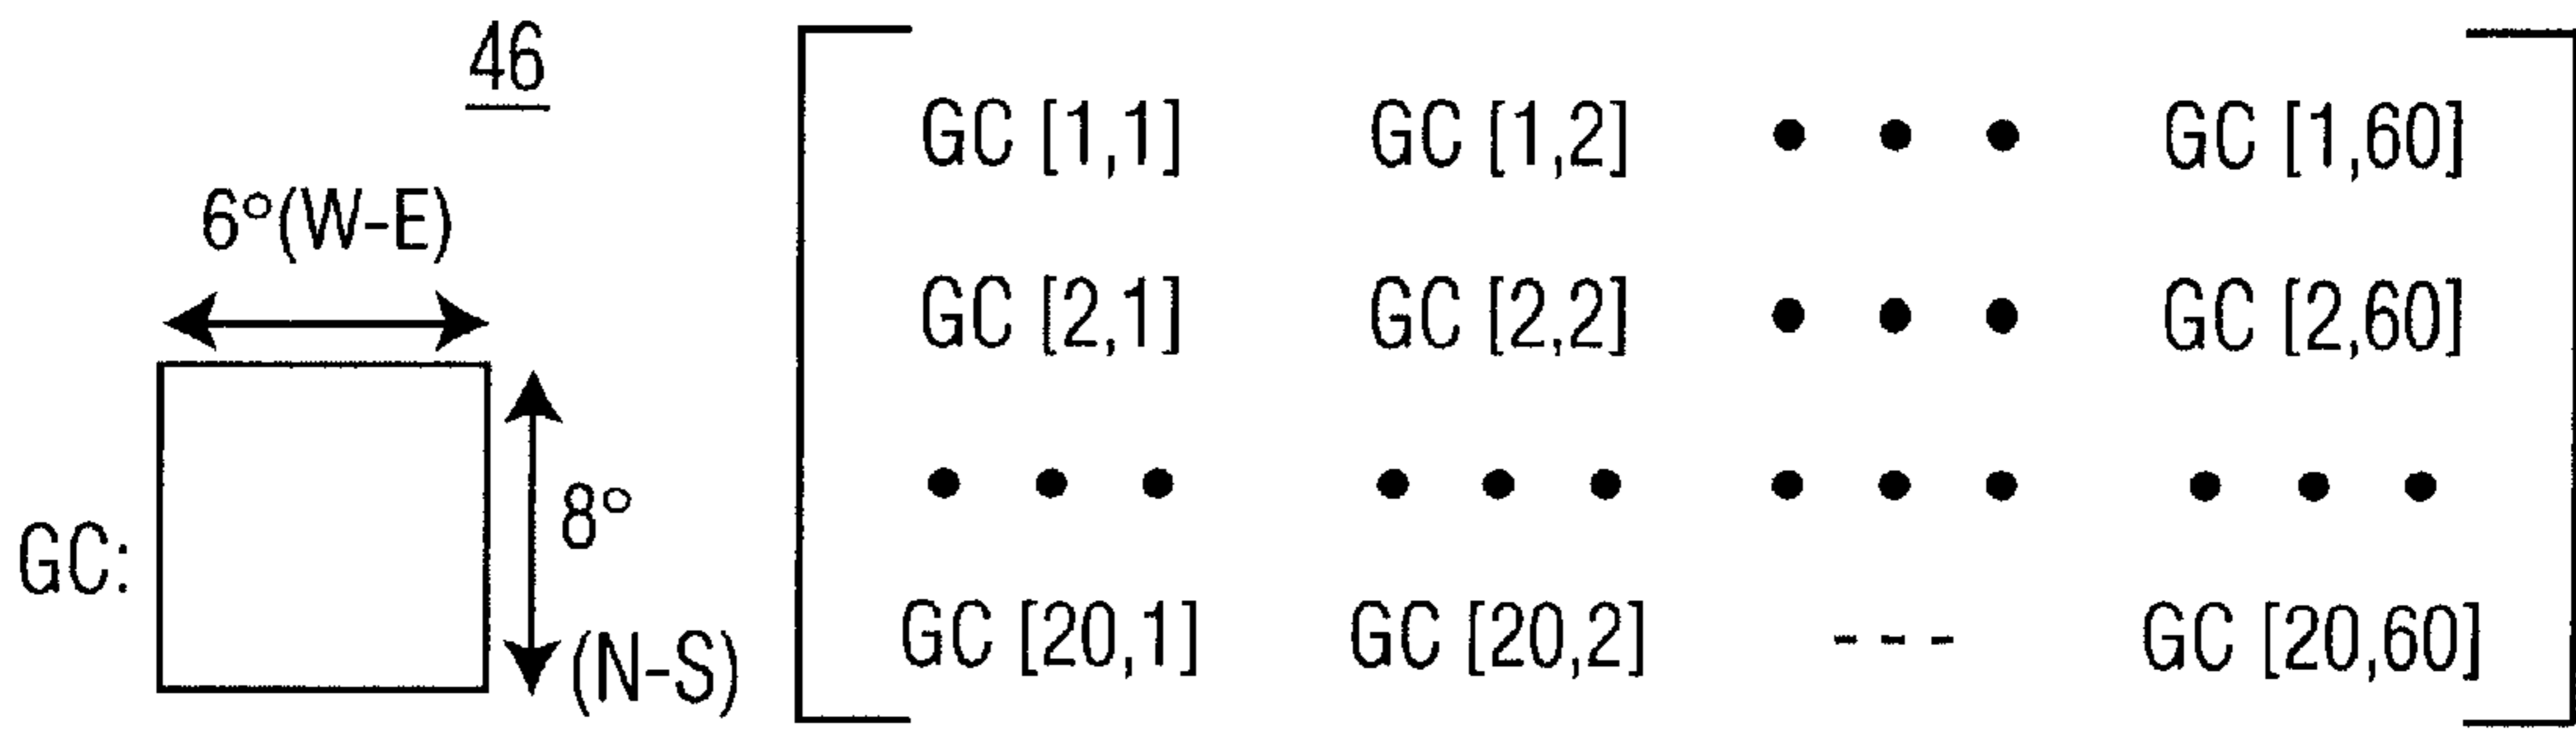 46
6°(W-E)
8°
(N-S)
GC:
GC [1,1] GC [1,2] • • • GC [1,60]
GC [2,1] GC [2,2] • • • GC [2,60]
• • • • • • • • • • • •
GC [20,1] GC [20,2] - - - GC [20,60]